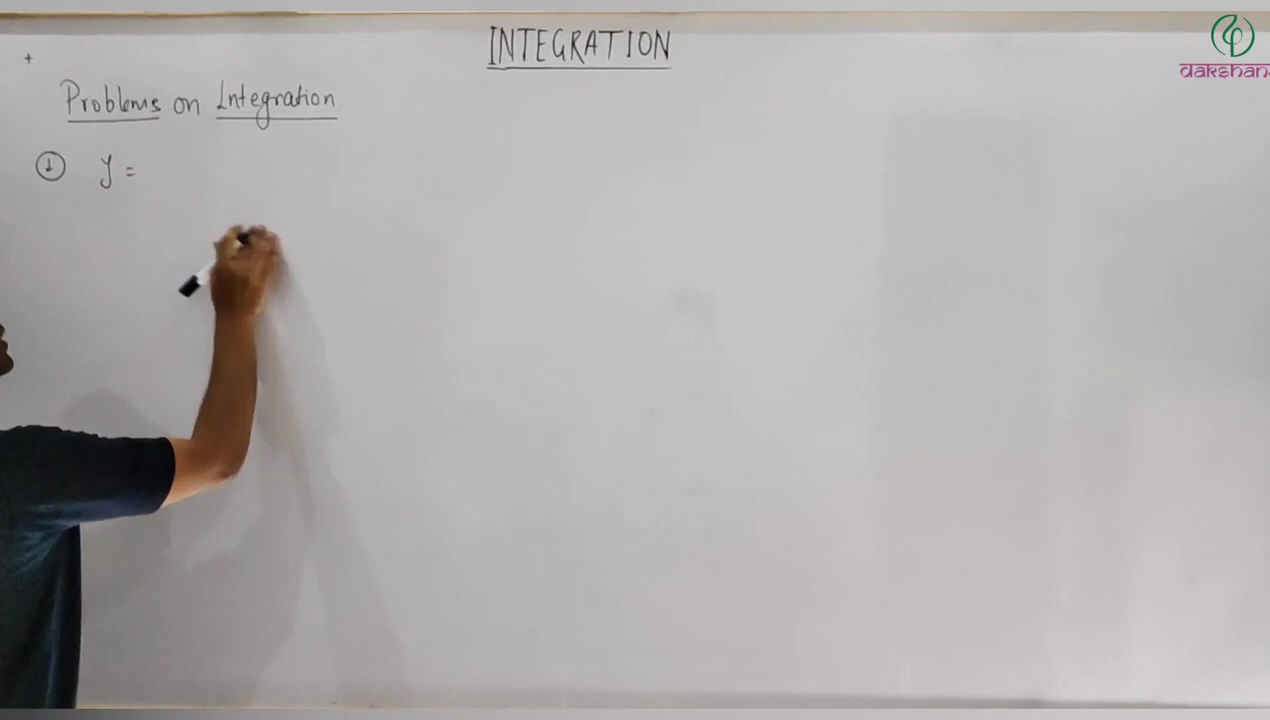 INTEGRATION
dakshana
Problems on Integration
① y =